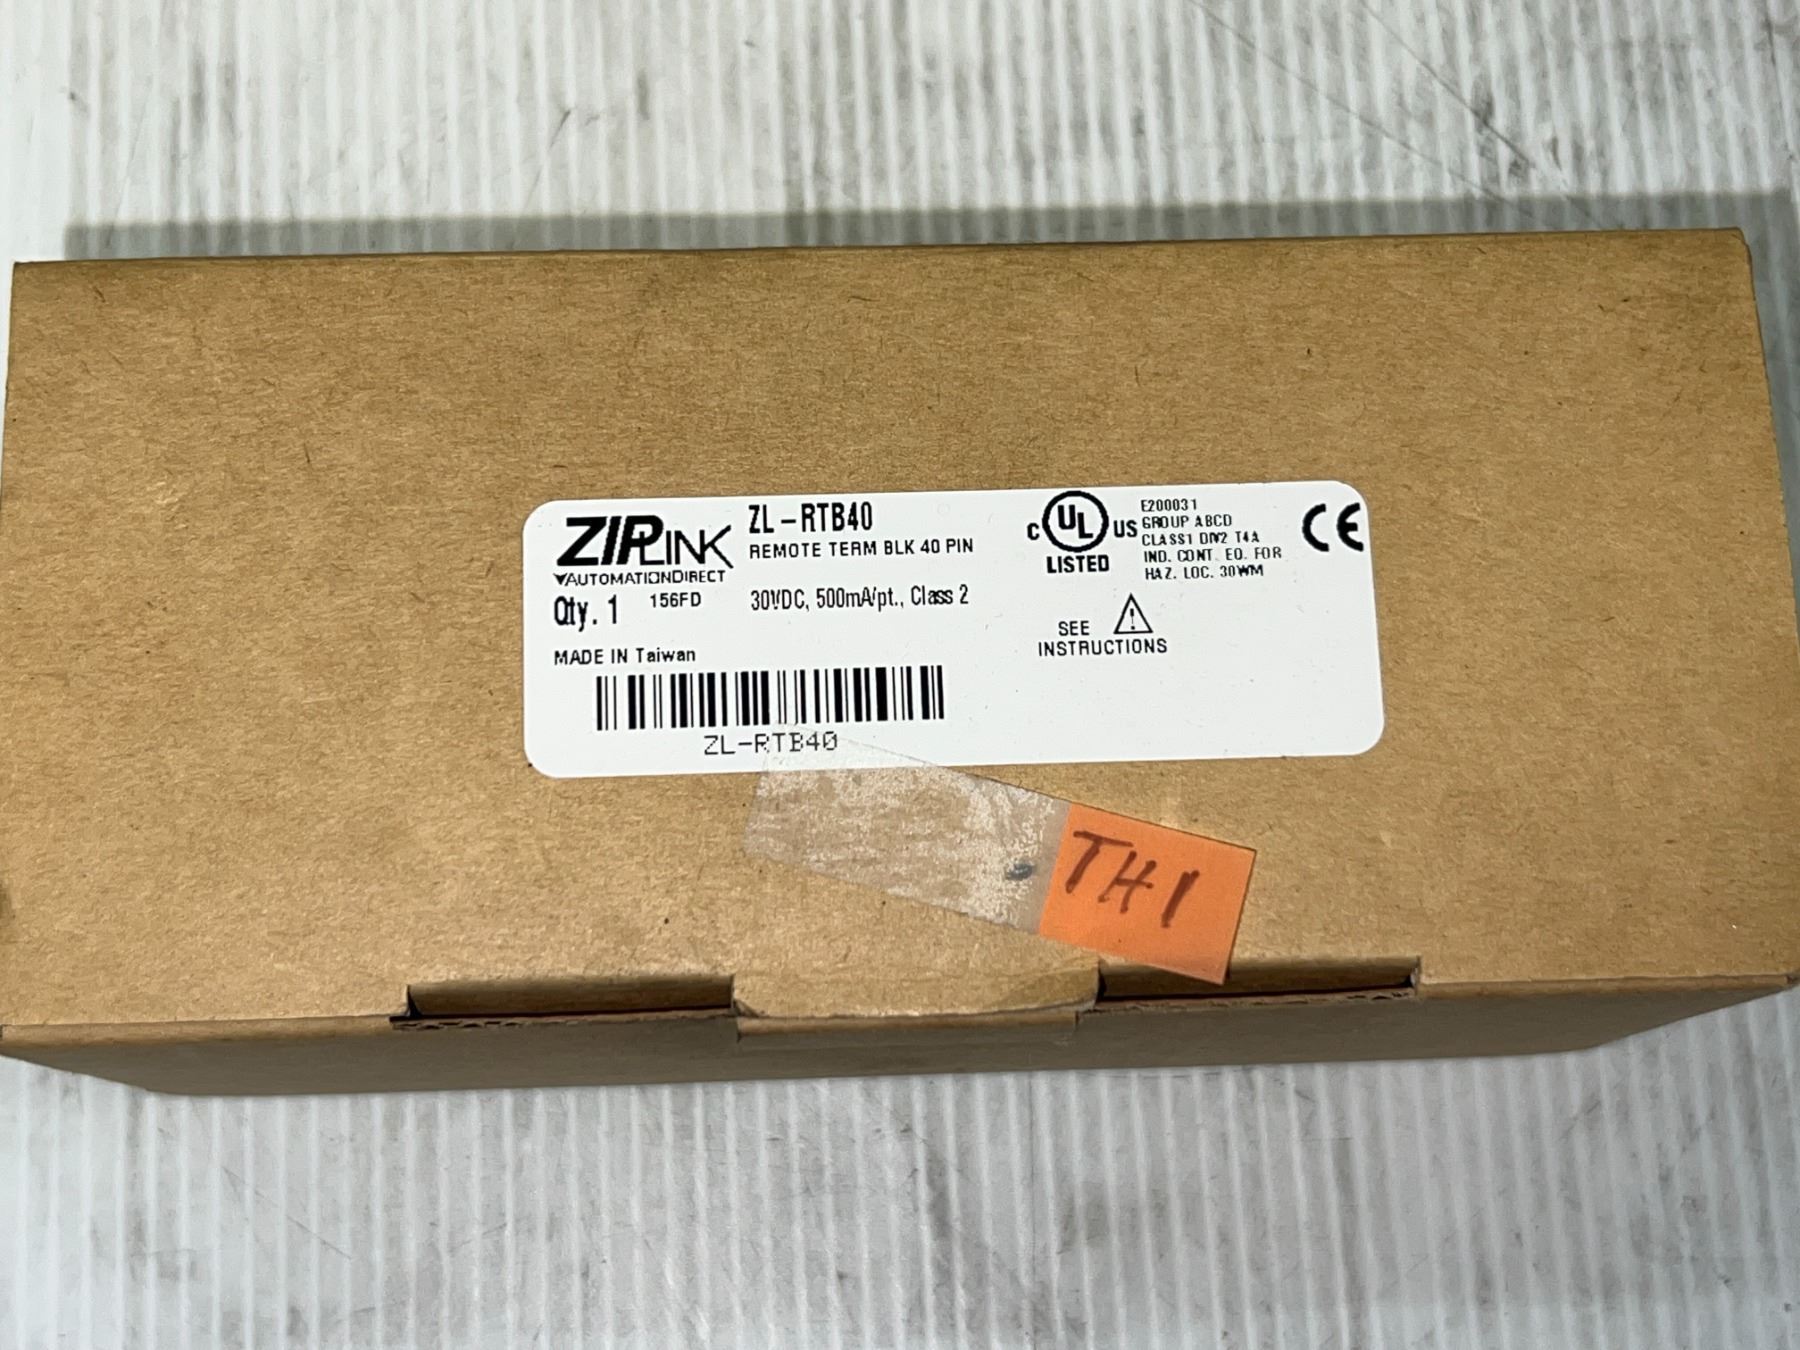 ZIPLINK
AUTOMATIONDIRECT
ZL-RTB40
REMOTE TERM BLK 40 PIN
Qty. 1
156FD
30VDC, 500mA/pt., Class 2
MADE IN Taiwan
ZL-RTB40
C UL US
LISTED
E200031
GROUP ABCD
CLASS1 DIV2 T4A
IND. CONT. EQ. FOR
HAZ. LOC. 30WM
CE
SEE
INSTRUCTIONS
TH1